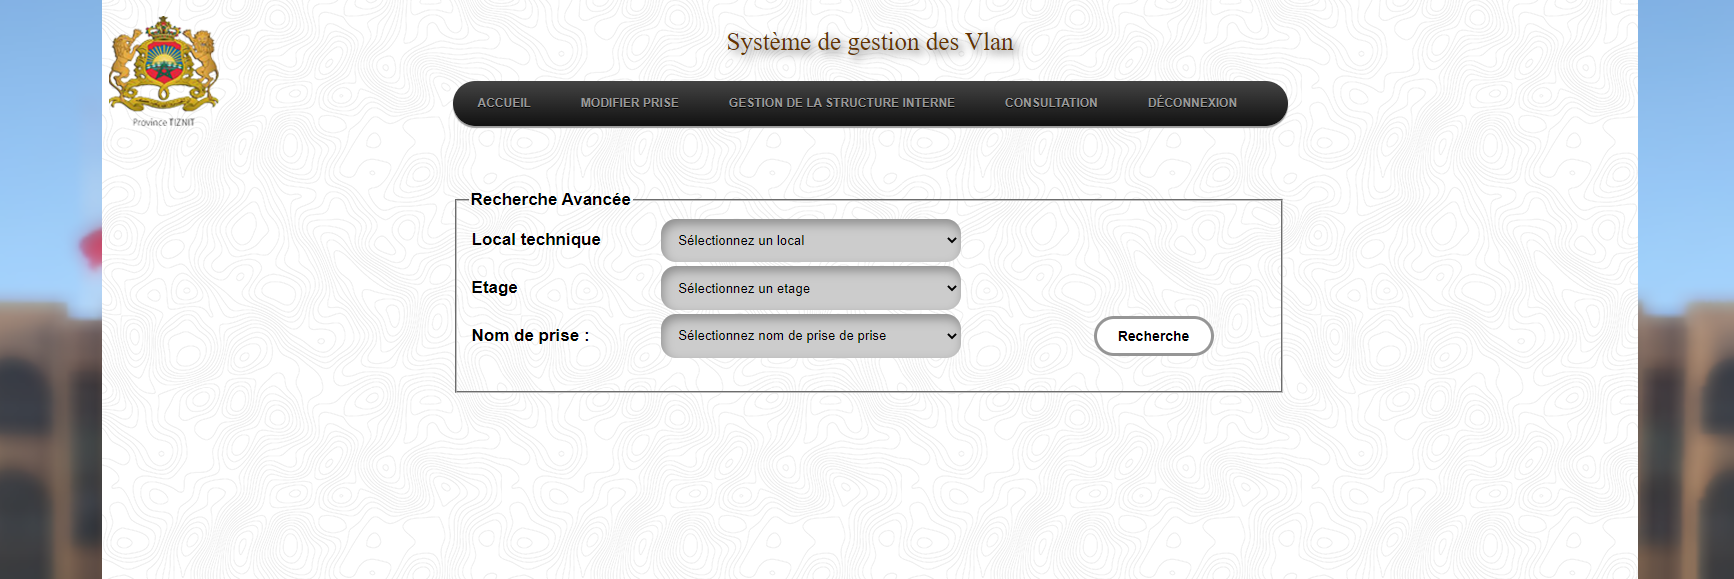 Système de gestion des Vlan
ACCUEIL MODIFIER PRISE GESTION DE LA STRUCTURE INTERNE CONSULTATION DÉCONNEXION
Province TIZNIT
Recherche Avancée
Local technique Sélectionnez un local
Etage Sélectionnez un etage
Nom de prise : Sélectionnez nom de prise de prise Recherche